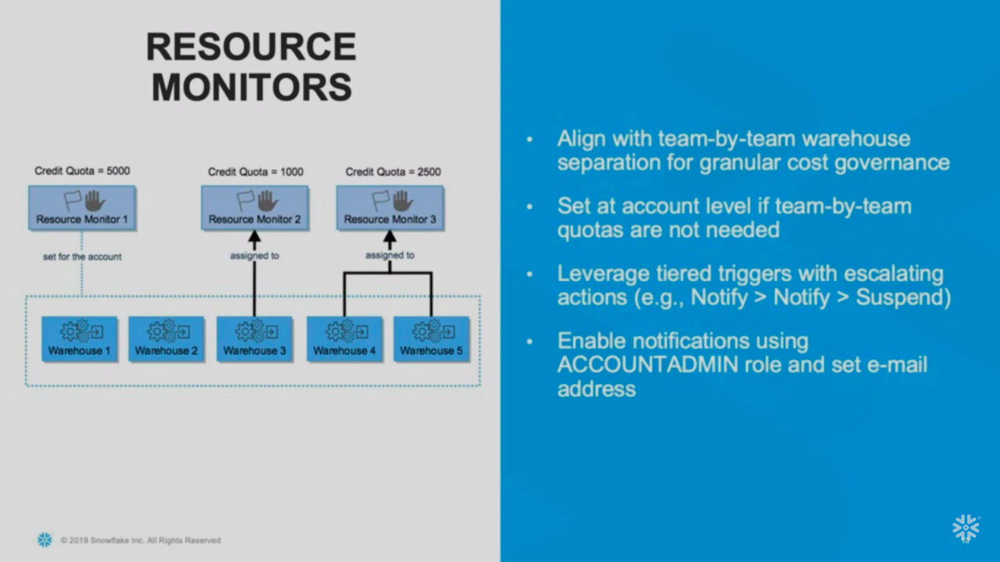 RESOURCE
MONITORS
Credit Quota = 5000
Credit Quota = 1000
Credit Quota = 2500
Resource Monitor 1
Resource Monitor 2
Resource Monitor 3
set for the account
assigned to
assigned to
Warehouse 1
Warehouse 2
Warehouse 3
Warehouse 4
Warehouse 5
© 2019 Snowflake Inc. All Rights Reserved
• Align with team-by-team warehouse
separation for granular cost governance
• Set at account level if team-by-team
quotas are not needed
• Leverage tiered triggers with escalating
actions (e.g., Notify > Notify > Suspend)
• Enable notifications using
ACCOUNTADMIN role and set e-mail
address